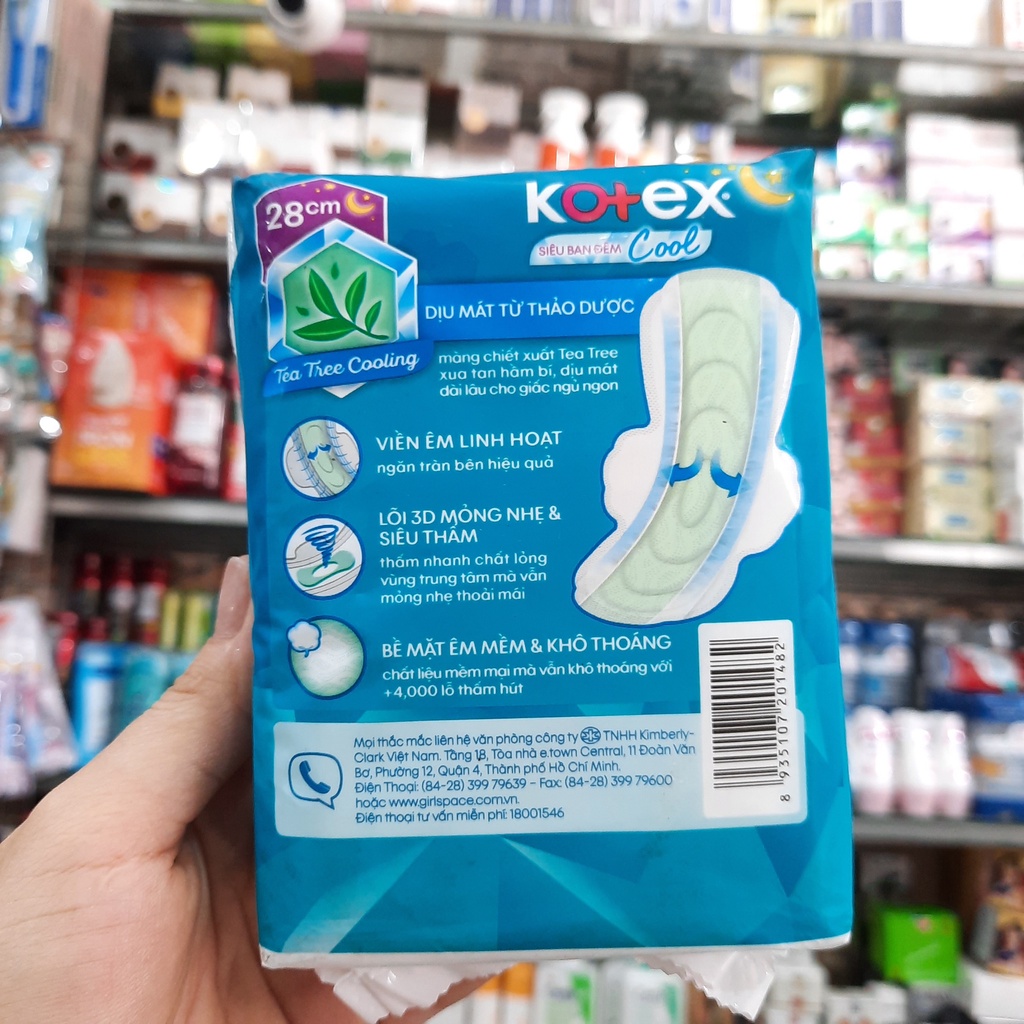 28cm
Kotex
SIÊU BAN ĐÊM Cool
DỊU MÁT TỪ THẢO DƯỢC
Tea Tree Cooling
màng chiết xuất Tea Tree
xua tan hầm bí, dịu mát
dài lâu cho giấc ngủ ngon
VIỀN ÊM LINH HOẠT
ngăn tràn bên hiệu quả
LÕI 3D MỎNG NHẸ &
SIÊU THẤM
thấm nhanh chất lỏng
vùng trung tâm mà vẫn
mỏng nhẹ thoải mái
BỀ MẶT ÊM MỀM & KHÔ THOÁNG
chất liệu mềm mại mà vẫn khô thoáng với
+4,000 lỗ thấm hút
Mọi thắc mắc liên hệ văn phòng công ty TNHH Kimberly-
Clark Việt Nam. Tầng 18, Tòa nhà e.town Central, 11 Đoàn Văn
Bơ, Phường 12, Quận 4, Thành phố Hồ Chí Minh.
Điện Thoại: (84-28) 399 79639 - Fax: (84-28) 399 79600
hoặc www.girlspace.com.vn.
Điện thoại tư vấn miễn phí: 18001546
8 935107 201482